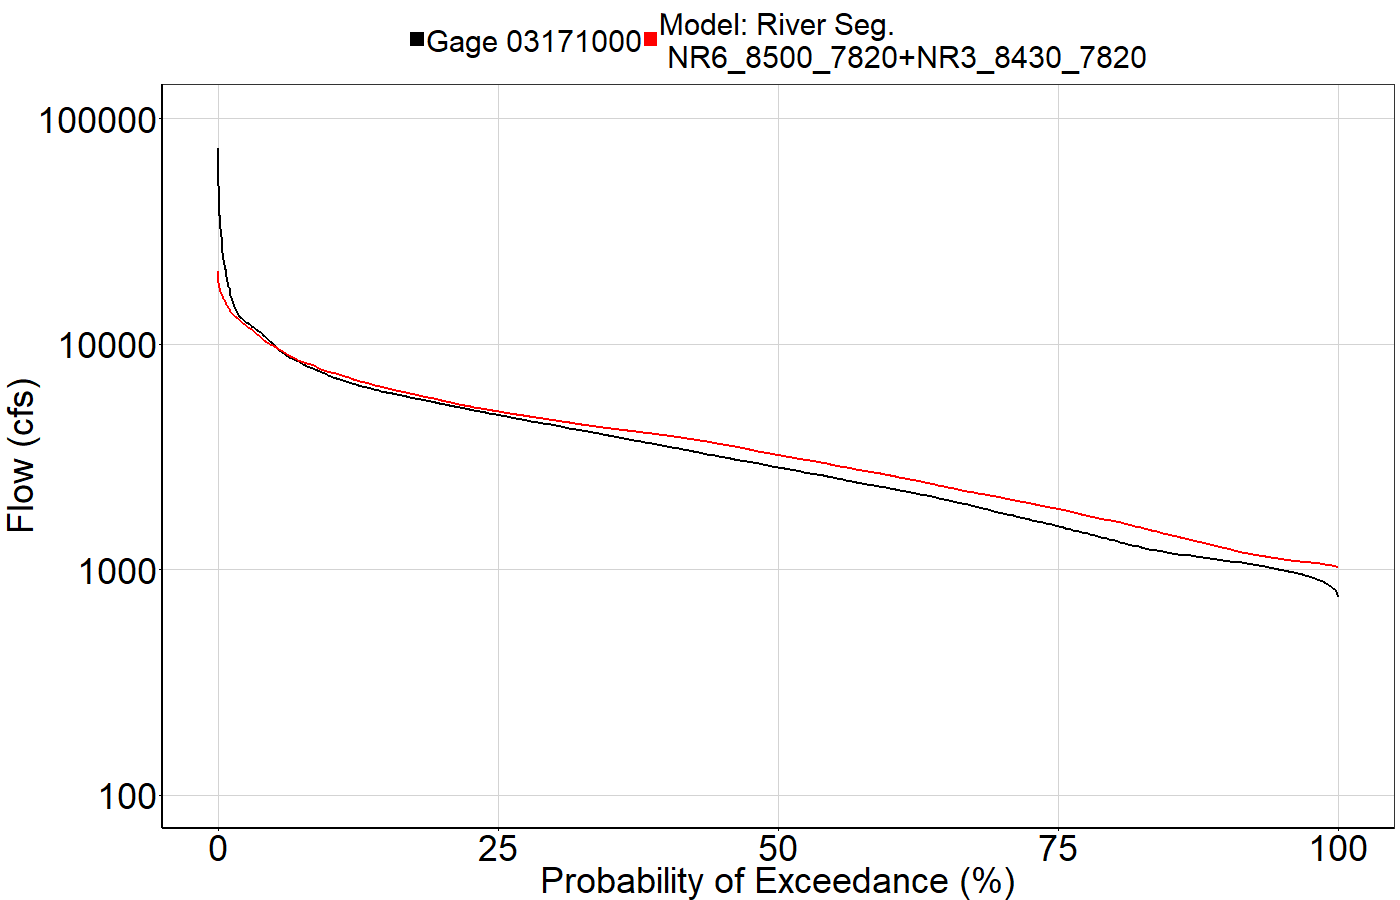 Gage 03171000
Model: River Seg.
NR6_8500_7820+NR3_8430_7820
Flow (cfs)
100000
10000
1000
100
0
25
50
75
100
Probability of Exceedance (%)